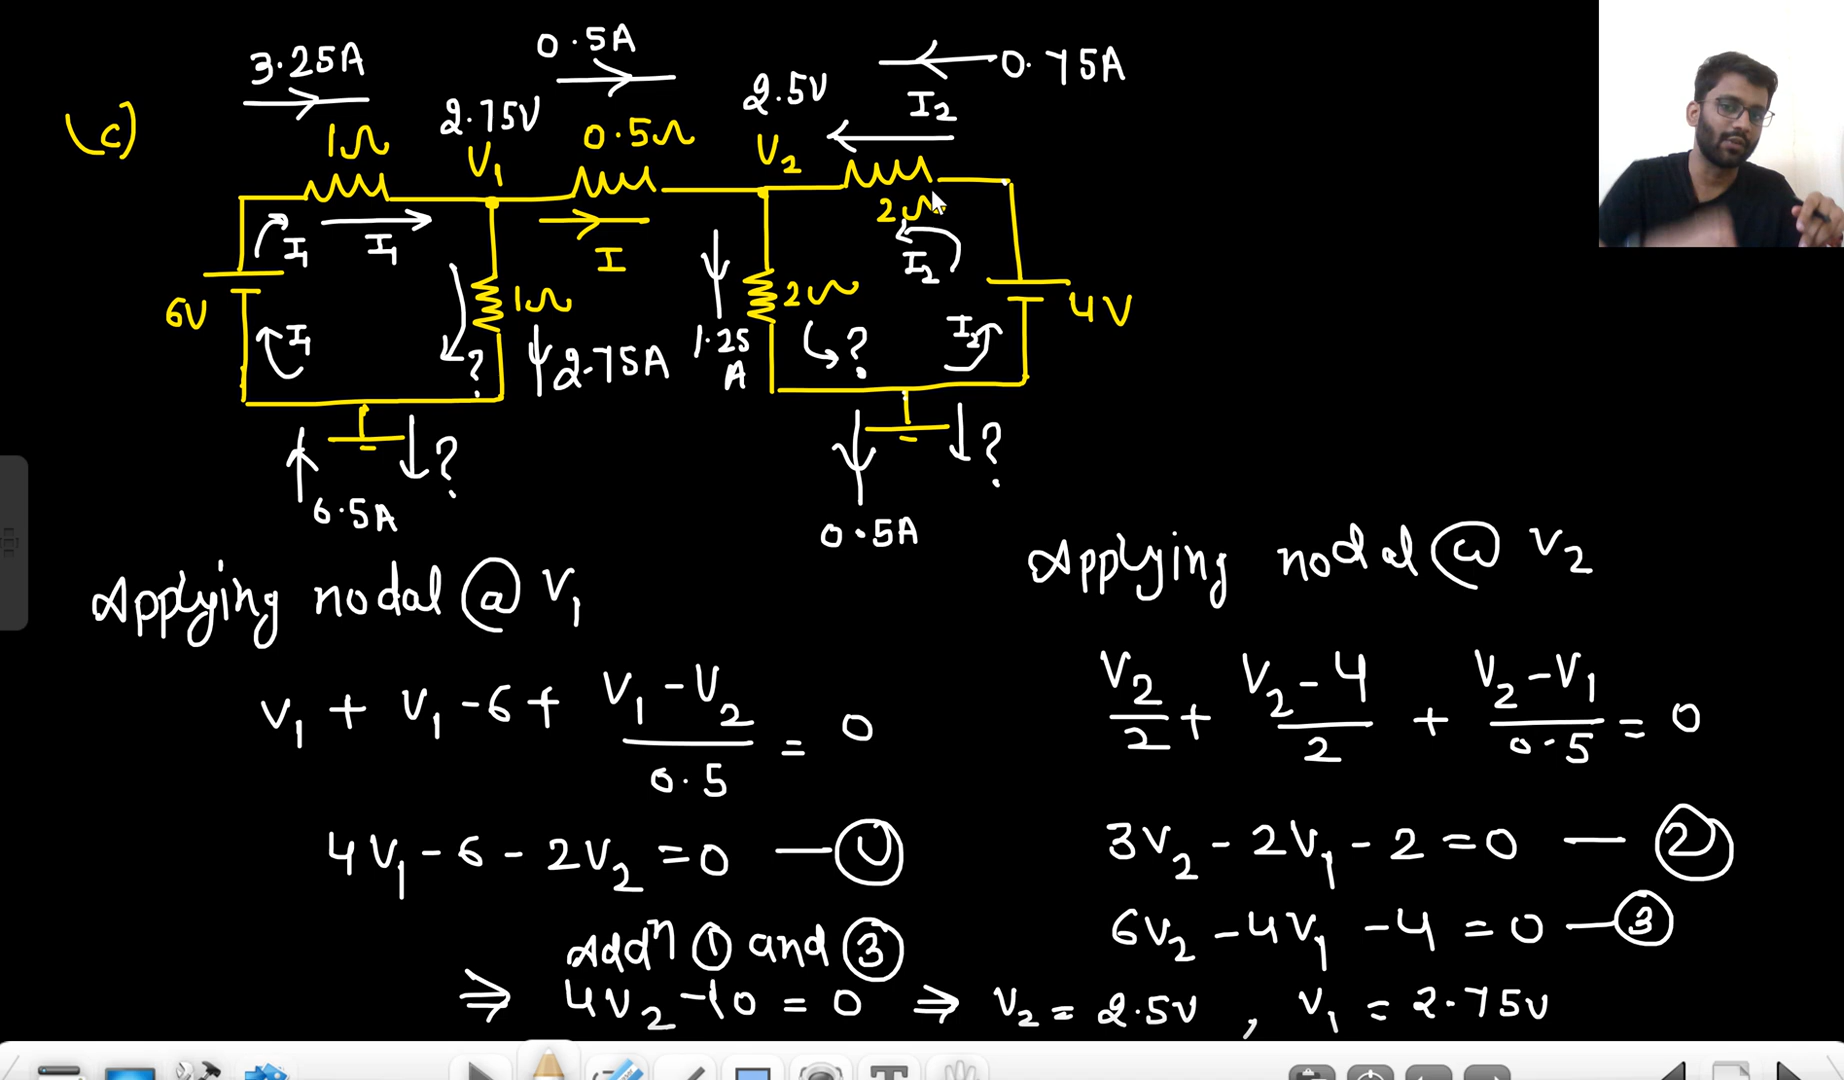 (c)
3.25A
0.5A
0.75A
2.75V
2.5V
I2
1Ω
V1
0.5Ω
V2
2Ω
I1
I1
I
I2
6V
1Ω
2Ω
4V
I1
?
2.75A
1.25
A
?
I2
?
?
6.5A
0.5A
Applying nodal @ V1
V1 + V1 - 6 + (V1 - V2)/0.5 = 0
4V1 - 6 - 2V2 = 0 — ①
Addn ① and ③
⇒ 4V2 - 10 = 0 ⇒ V2 = 2.5V , V1 = 2.75V
Applying nodal @ V2
V2/2 + (V2 - 4)/2 + (V2 - V1)/0.5 = 0
3V2 - 2V1 - 2 = 0 — ②
6V2 - 4V1 - 4 = 0 — ③